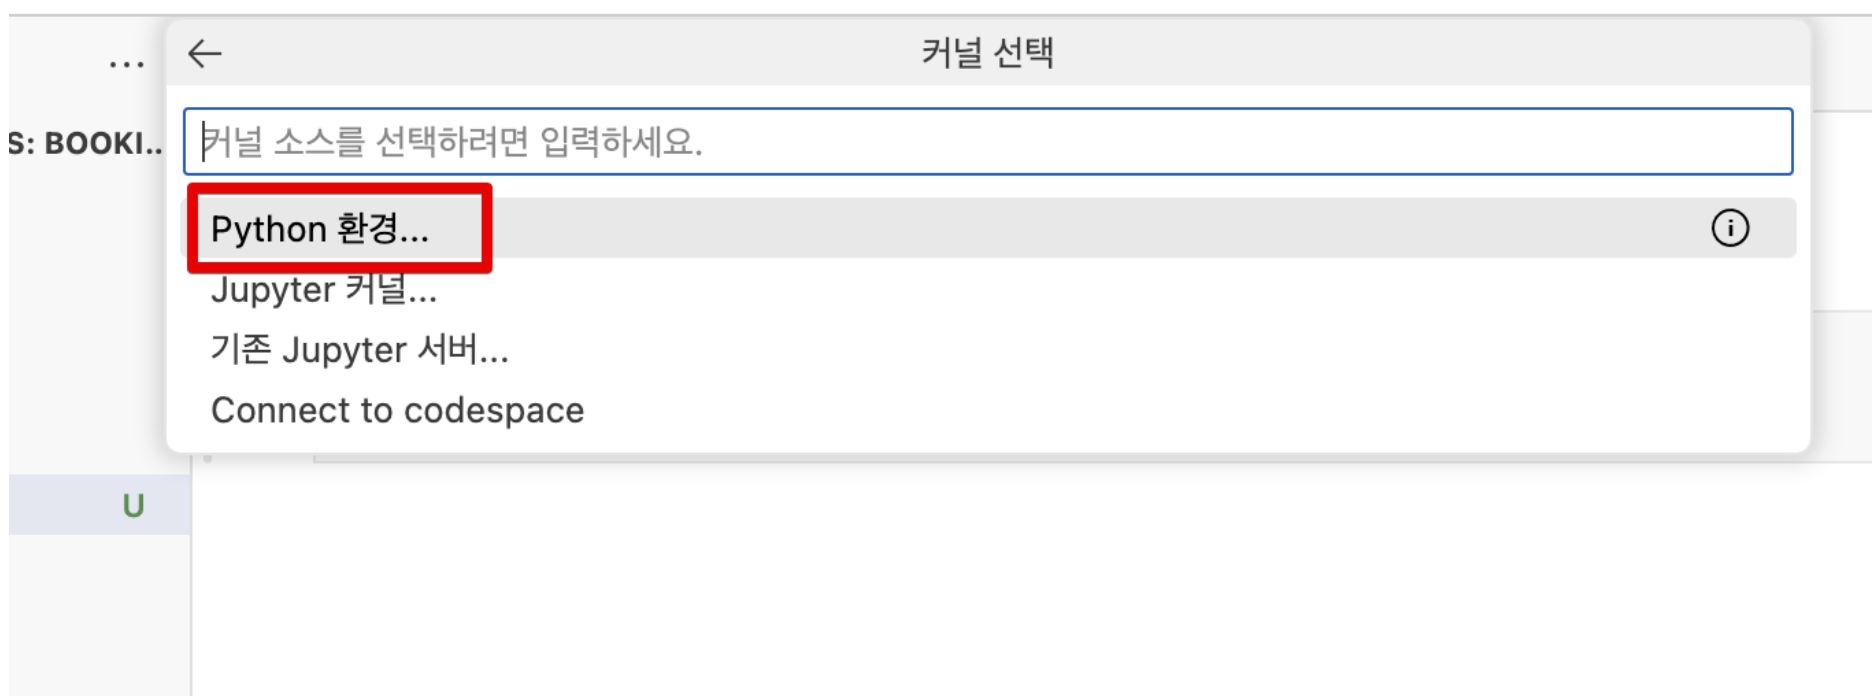 ...
커널 선택
S: BOOKI..
커널 소스를 선택하려면 입력하세요.
Python 환경...
Jupyter 커널...
기존 Jupyter 서버...
Connect to codespace
U